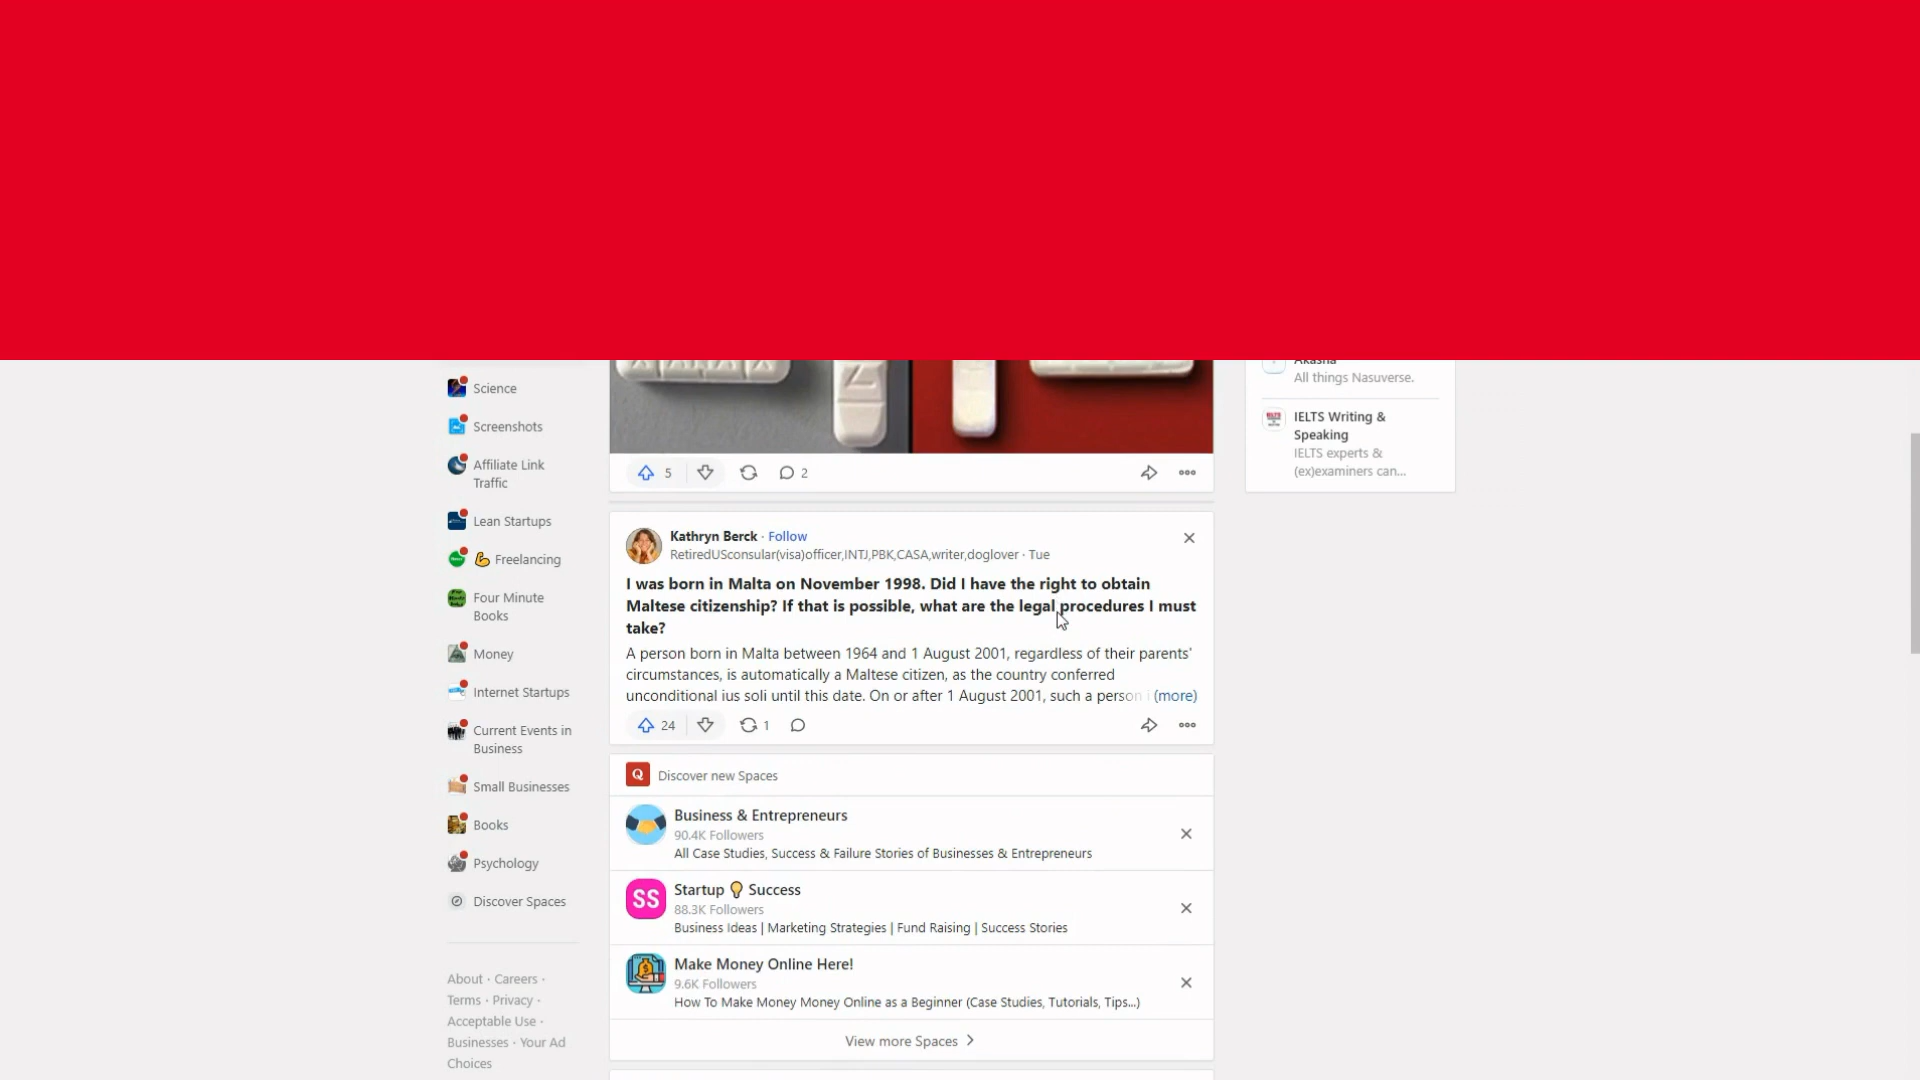 Science
Screenshots
Affiliate Link
Traffic
Lean Startups
Freelancing
Four Minute
Books
Money
Internet Startups
Current Events in
Business
Small Businesses
Books
Psychology
Discover Spaces
About · Careers ·
Terms · Privacy ·
Acceptable Use ·
Businesses · Your Ad
Choices
5
2
Kathryn Berck · Follow
RetiredUSconsular(visa)officer,INTJ,PBK,CASA,writer,doglover · Tue
I was born in Malta on November 1998. Did I have the right to obtain
Maltese citizenship? If that is possible, what are the legal procedures I must
take?
A person born in Malta between 1964 and 1 August 2001, regardless of their parents'
circumstances, is automatically a Maltese citizen, as the country conferred
unconditional ius soli until this date. On or after 1 August 2001, such a person (more)
24
1
Q Discover new Spaces
Business & Entrepreneurs
90.4K Followers
All Case Studies, Success & Failure Stories of Businesses & Entrepreneurs
SS
Startup 💡 Success
88.3K Followers
Business Ideas | Marketing Strategies | Fund Raising | Success Stories
Make Money Online Here!
9.6K Followers
How To Make Money Money Online as a Beginner (Case Studies, Tutorials, Tips...)
View more Spaces
Akasha
All things Nasuverse.
IELTS Writing &
Speaking
IELTS experts &
(ex)examiners can...